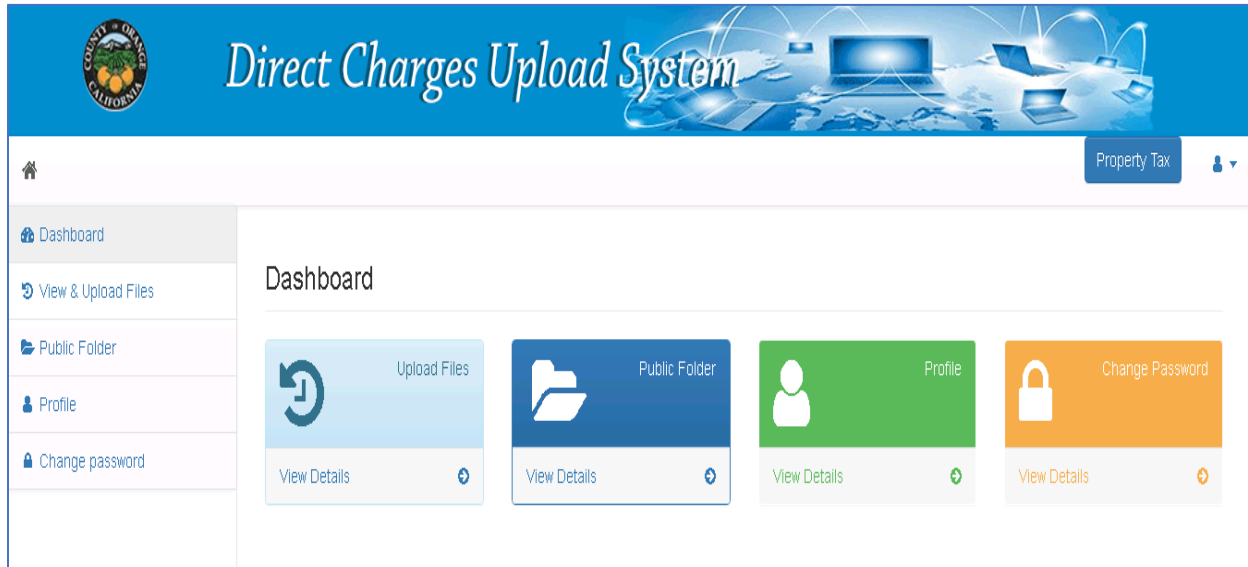 COUNTY OF ORANGE
CALIFORNIA
Direct Charges Upload System
Property Tax
Dashboard
View & Upload Files
Public Folder
Profile
Change password
Dashboard
Upload Files
View Details
Public Folder
View Details
Profile
View Details
Change Password
View Details